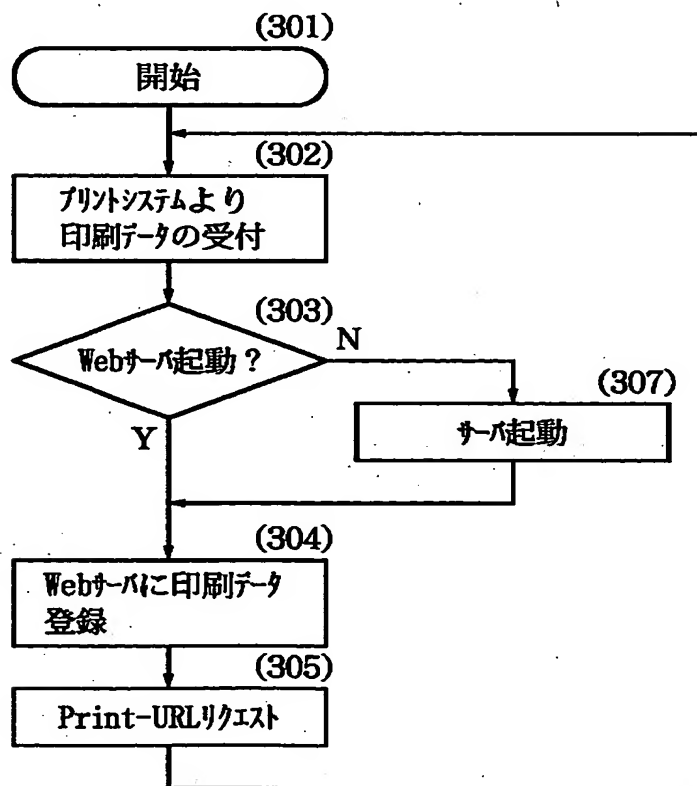 (301)
開始
(302)
プリントシステムより
印刷データの受付
(303)
Webサーバ起動?
N
(307)
サーバ起動
Y
(304)
Webサーバに印刷データ
登録
(305)
Print-URLリクエスト